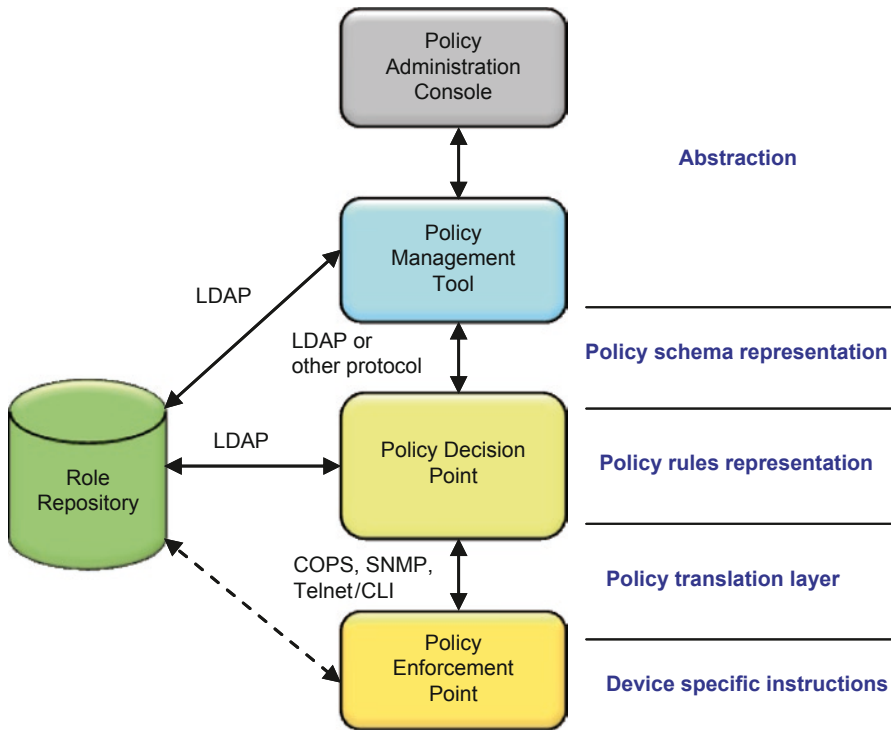 Policy
Administration
Console
Abstraction
Policy
Management
Tool
LDAP
LDAP or
other protocol
Policy schema representation
LDAP
Policy Decision
Point
Policy rules representation
Role
Repository
COPS, SNMP,
Telnet/CLI
Policy translation layer
Policy
Enforcement
Point
Device specific instructions